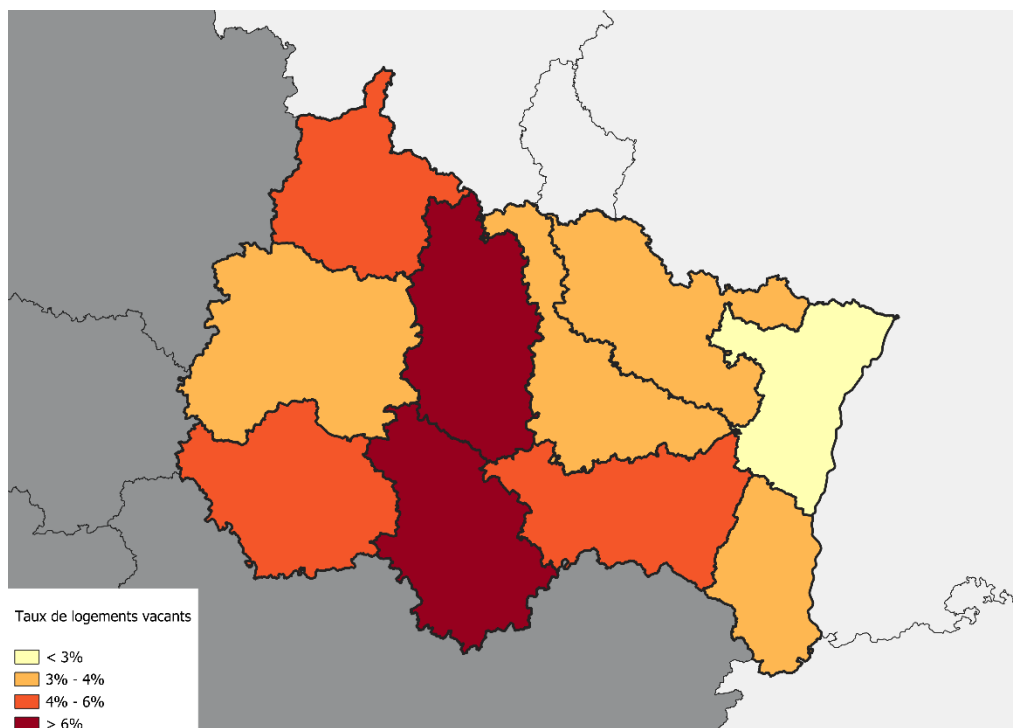 Taux de logements vacants
< 3%
3% - 4%
4% - 6%
> 6%